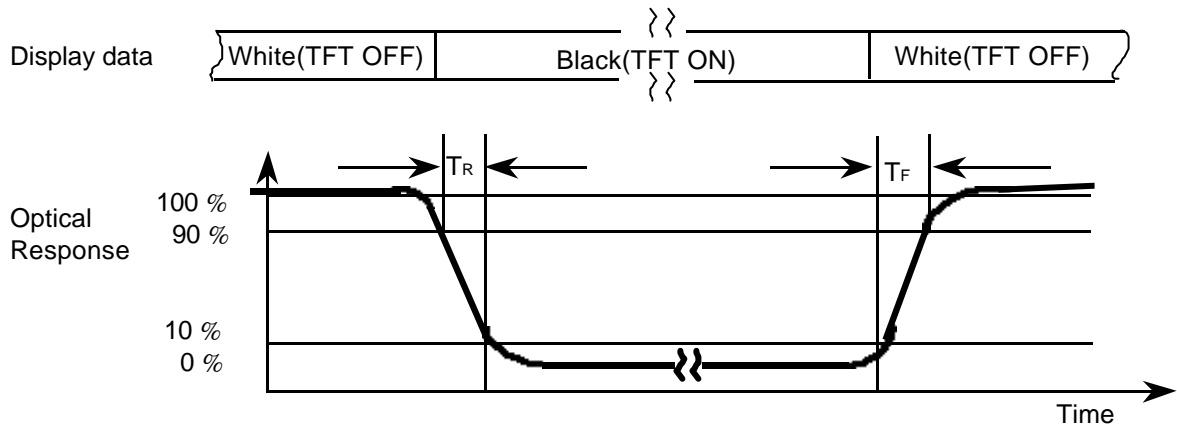 Display data
White(TFT OFF)
Black(TFT ON)
White(TFT OFF)
TR
TF
Optical
Response
100 %
90 %
10 %
0 %
Time